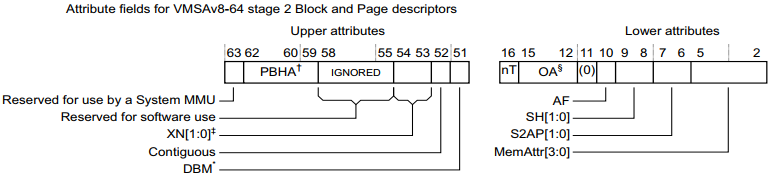 Attribute fields for VMSAv8-64 stage 2 Block and Page descriptors
Upper attributes
Lower attributes
63 62 60 59 58 55 54 53 52 51
16 15 12 11 10 9 8 7 6 5 2
PBHA† IGNORED
nT OA§ (0)
Reserved for use by a System MMU
Reserved for software use
XN[1:0]‡
Contiguous
DBM*
AF
SH[1:0]
S2AP[1:0]
MemAttr[3:0]